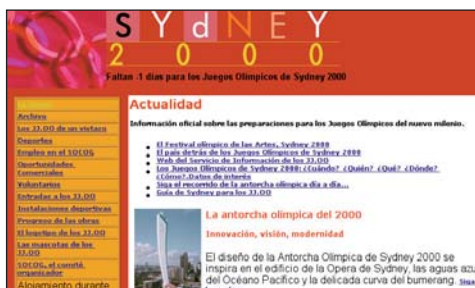 SYdNEY
2000
Faltan -1 días para los Juegos Olímpicos de Sydney 2000
Archivo
Los JJ.OO de un vistazo
Deportes
Empleo en el SOCOG
Oportunidades Comerciales
Voluntarios
Entradas a los JJ.OO
Instalaciones deportivas
Progreso de las obras
El logotipo de los JJ.OO
Las mascotas de los JJ.OO
SOCOG, el comité organizador
Alojamiento durante
Actualidad
Información oficial sobre las preparaciones para los Juegos Olímpicos del nuevo milenio.
El Festival olímpico de las Artes, Sydney 2000
El país detrás de los Juegos Olímpicos de Sydney 2000
Web del Servicio de Información de los JJ.OO
Los Juegos Olímpicos de Sydney 2000: ¿Cuándo? ¿Quién? ¿Qué? ¿Dónde?
¿Cómo?.Datos de interés
Siga el recorrido de la antorcha olímpica día a día...
Guía de Sydney para los JJ.OO
La antorcha olímpica del 2000
Innovación, visión, modernidad
El diseño de la Antorcha Olímpica de Sydney 2000 se
inspira en el edificio de la Opera de Sydney, las aguas azu
del Océano Pacífico y la delicada curva del bumerang.